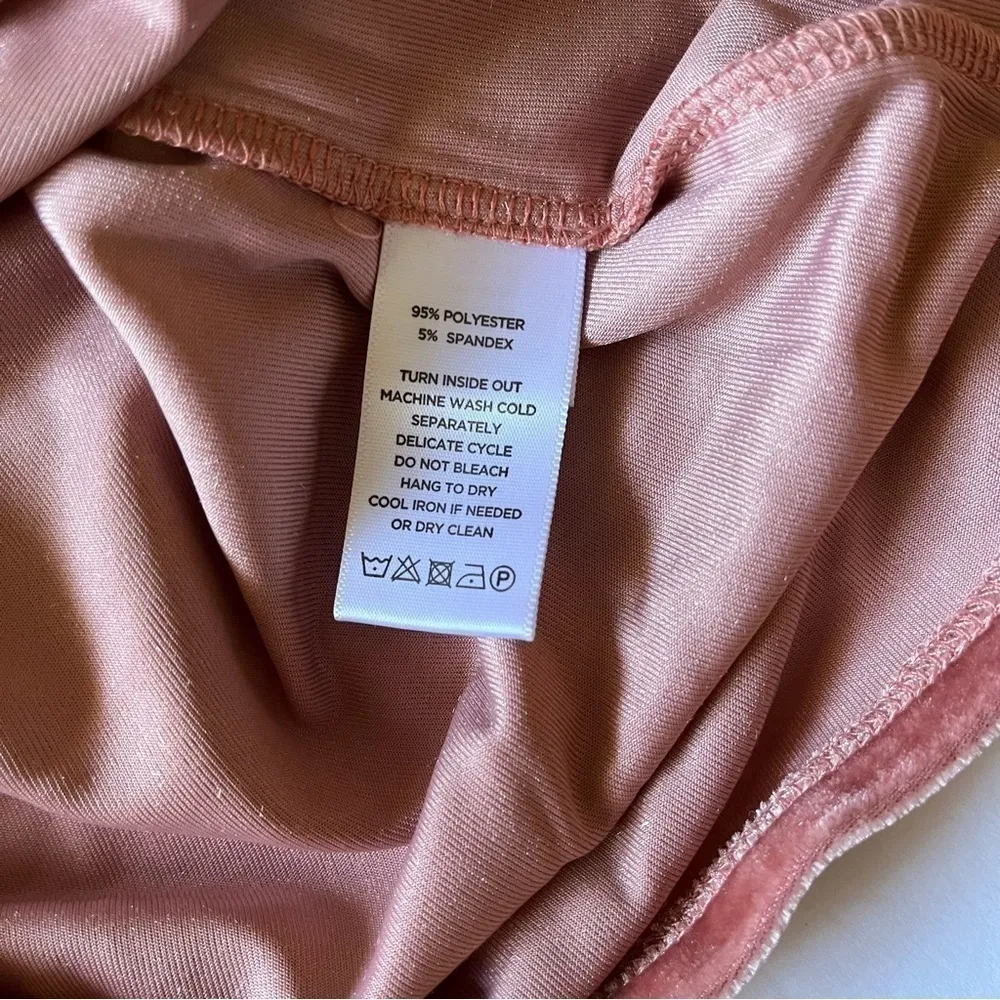 95% POLYESTER
5% SPANDEX
TURN INSIDE OUT
MACHINE WASH COLD
SEPARATELY
DELICATE CYCLE
DO NOT BLEACH
HANG TO DRY
COOL IRON IF NEEDED
OR DRY CLEAN
P